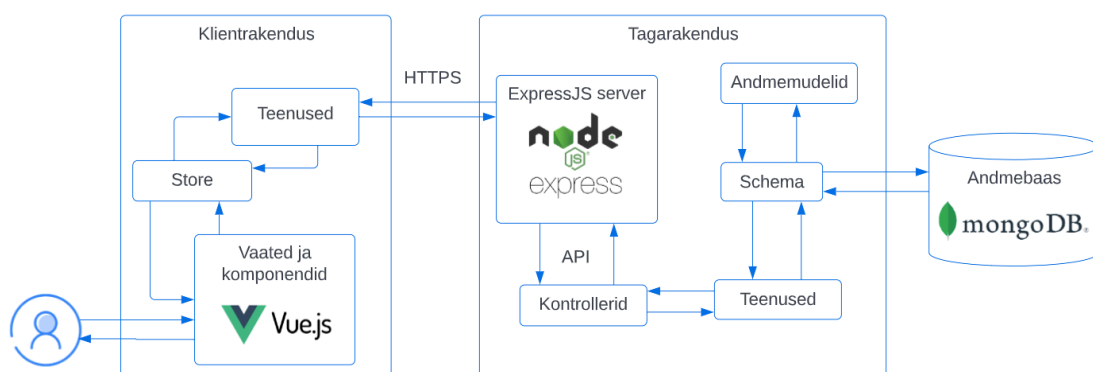 Klientrakendus
Teenused
Store
Vaated ja
komponendid
Vue.js
HTTPS
Tagarakendus
ExpressJS server
node
JS
express
API
Kontrollerid
Andmemudelid
Schema
Teenused
Andmebaas
mongoDB®